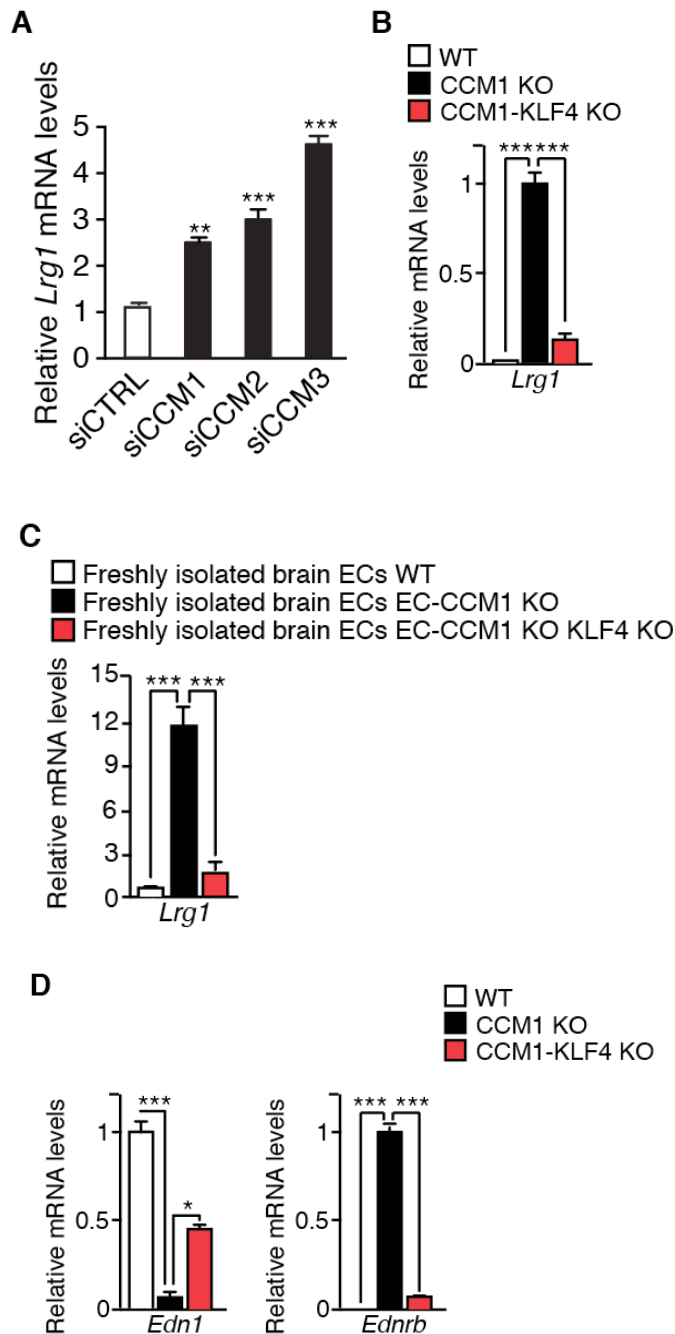 A
Relative Lrg1 mRNA levels
5
4
3
2
1
0
**
***
***
siCTRL
siCCM1
siCCM2
siCCM3
B
WT
CCM1 KO
CCM1-KLF4 KO
Relative mRNA levels
******
1
0.5
0
Lrg1
C
Freshly isolated brain ECs WT
Freshly isolated brain ECs EC-CCM1 KO
Freshly isolated brain ECs EC-CCM1 KO KLF4 KO
Relative mRNA levels
15
12
9
6
3
0
*** ***
Lrg1
D
WT
CCM1 KO
CCM1-KLF4 KO
Relative mRNA levels
1
0.5
0
***
*
Edn1
Relative mRNA levels
1
0.5
0
*** ***
Ednrb